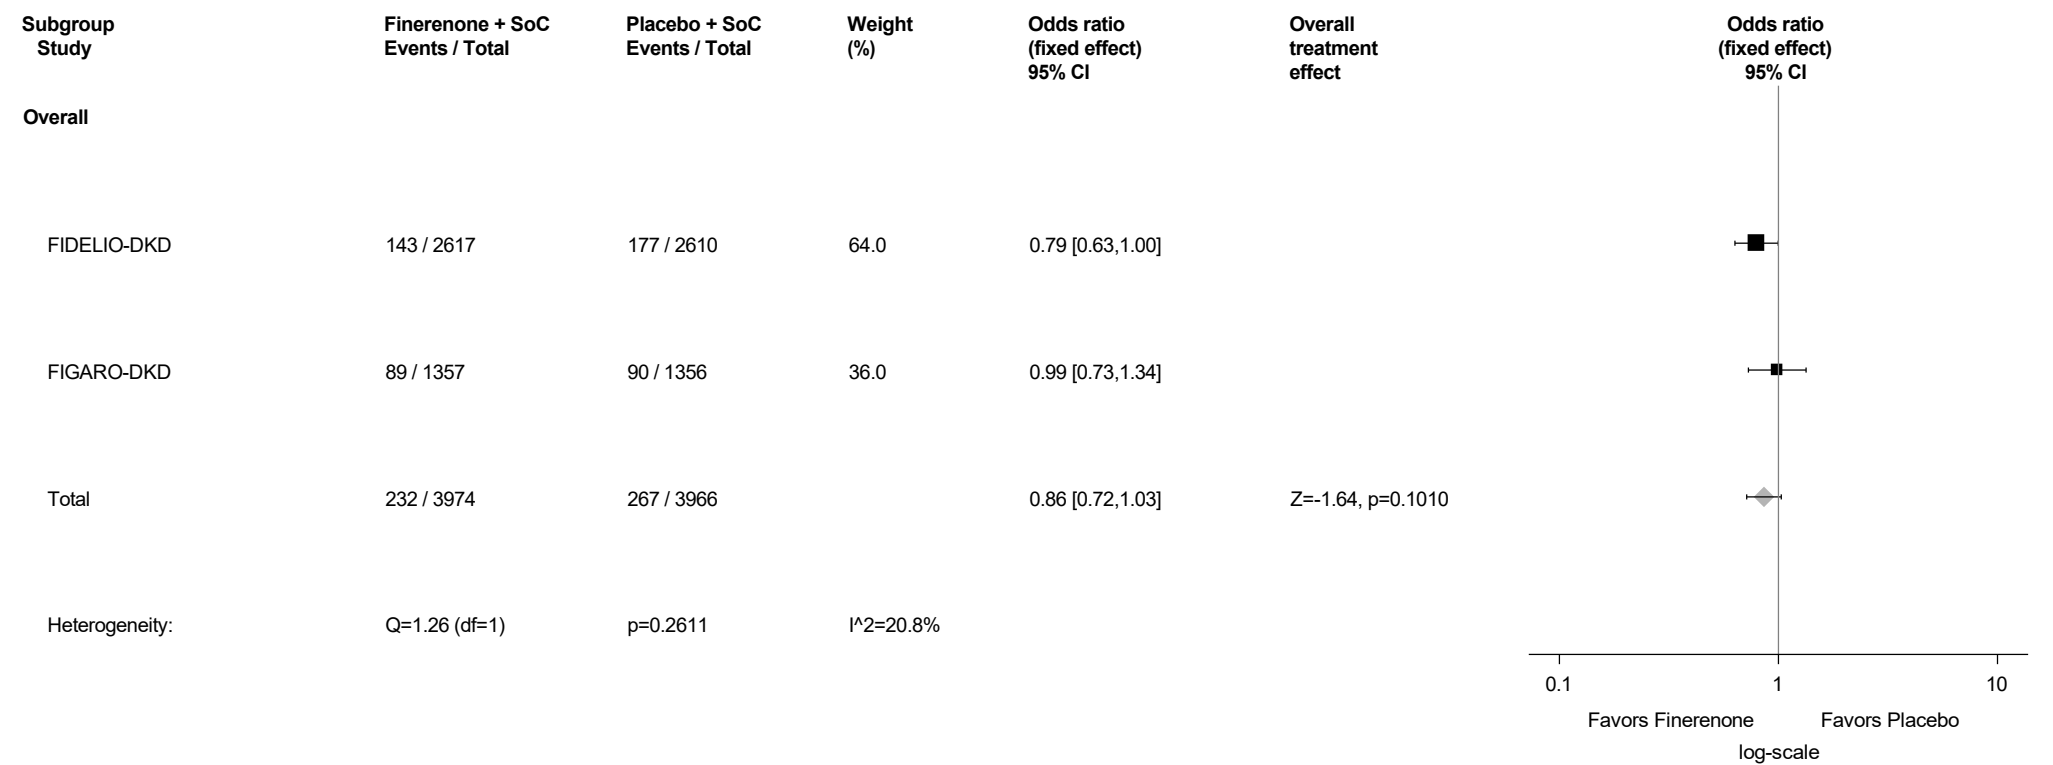 Subgroup Finerenone + SoC Placebo + SoC Weight Odds ratio Overall Odds ratio
Study Events / Total Events / Total (%) (fixed effect) treatment (fixed effect)
95% CI effect 95% CI
Overall
FIDELIO-DKD 143 / 2617 177 / 2610 64.0 0.79 [0.63,1.00]
FIGARO-DKD 89 / 1357 90 / 1356 36.0 0.99 [0.73,1.34]
Total 232 / 3974 267 / 3966 0.86 [0.72,1.03] Z=-1.64, p=0.1010
Heterogeneity: Q=1.26 (df=1) p=0.2611 I^2=20.8%
0.1 1 10
Favors Finerenone Favors Placebo
log-scale